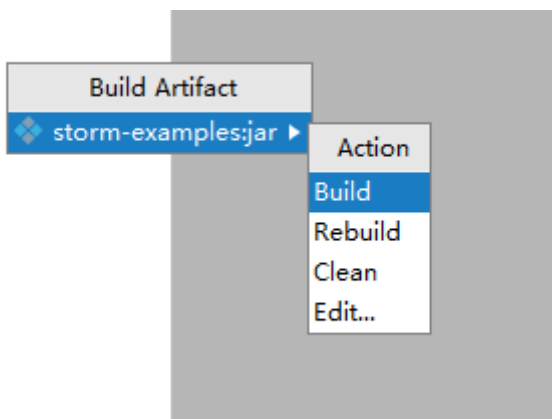 Build Artifact
storm-examples:jar
Action
Build
Rebuild
Clean
Edit...